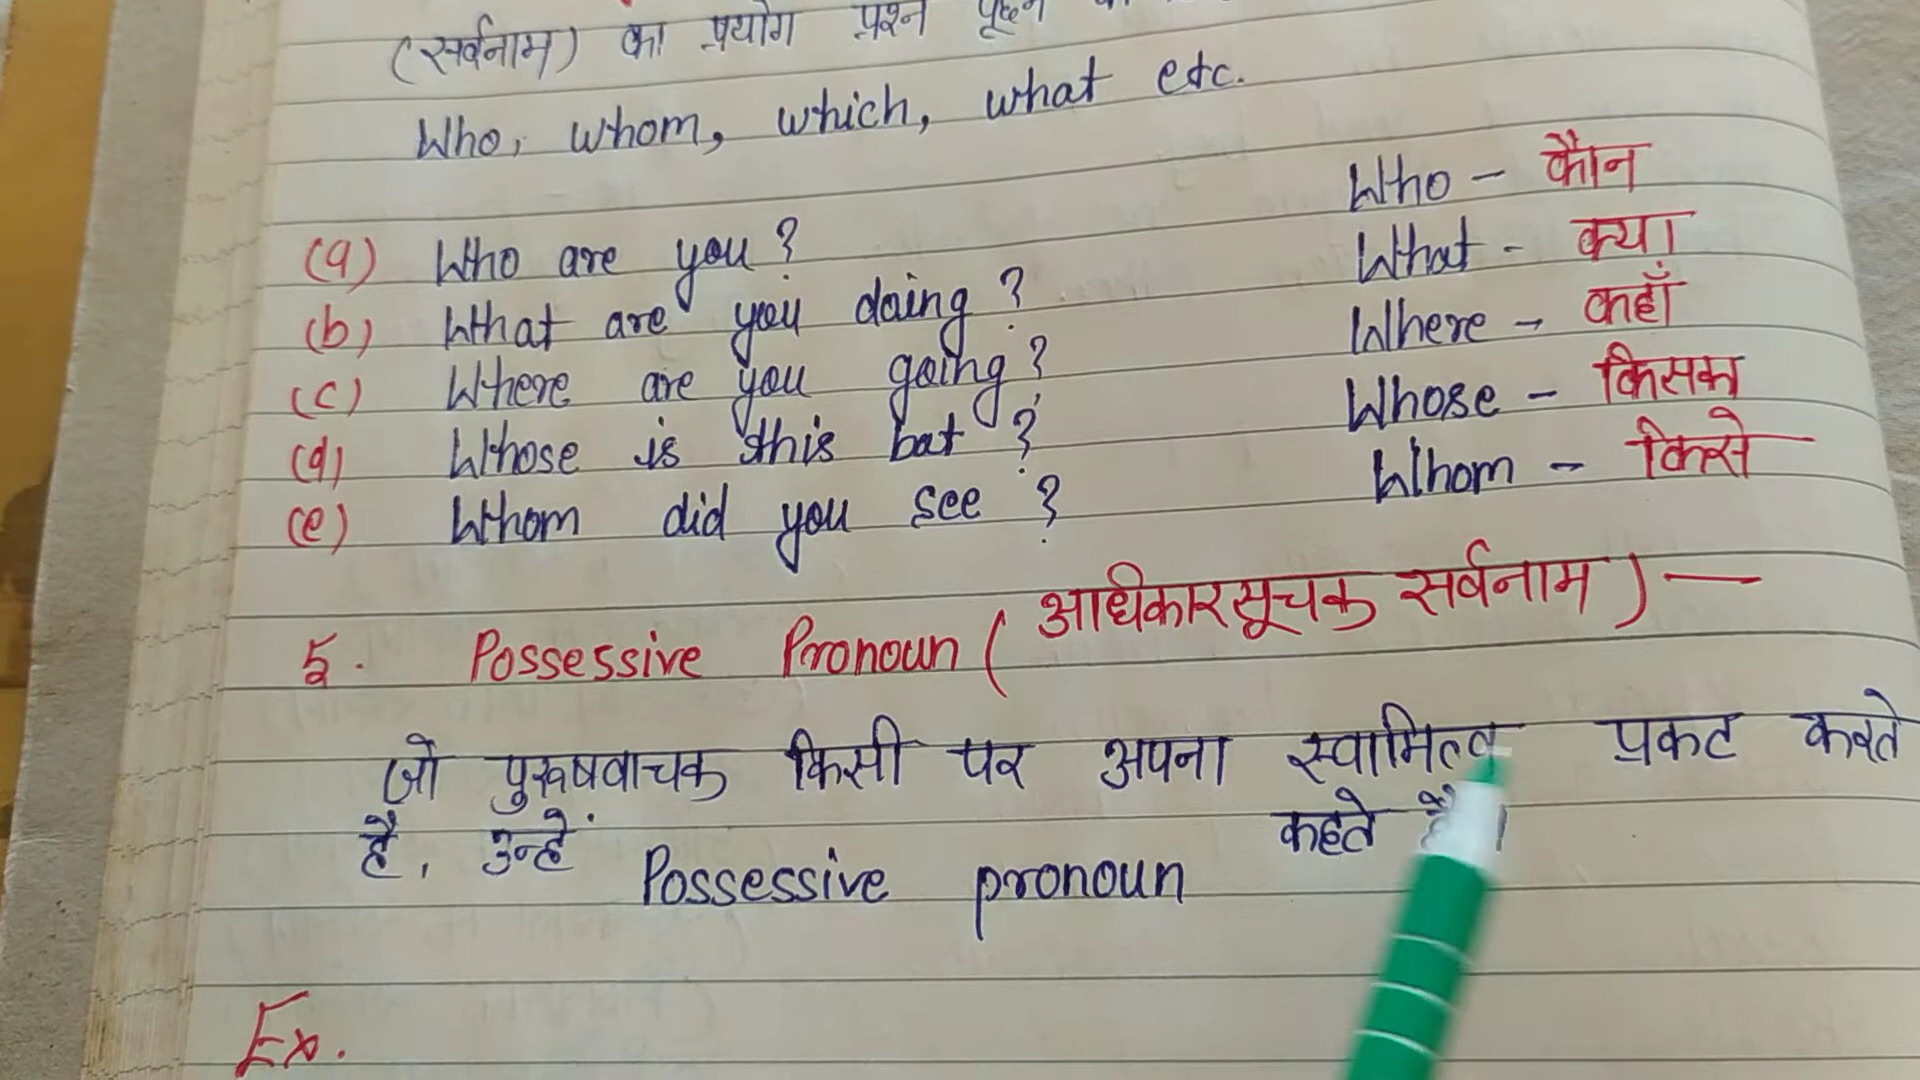 (सर्वनाम) का प्रयोग प्रश्न पूछने
Who, whom, which, what etc.
(a) Who are you?
(b) What are you doing?
(c) Where are you going?
(d) Whose is this bat?
(e) Whom did you see?
Who - कौन
What - क्या
Where - कहाँ
Whose - किसका
Whom - किसे
5. Possessive Pronoun (अधिकारसूचक सर्वनाम) —
जो पुरुषवाचक किसी पर अपना स्वामित्व प्रकट करते
है, उन्हें Possessive pronoun कहते है।
Ex.